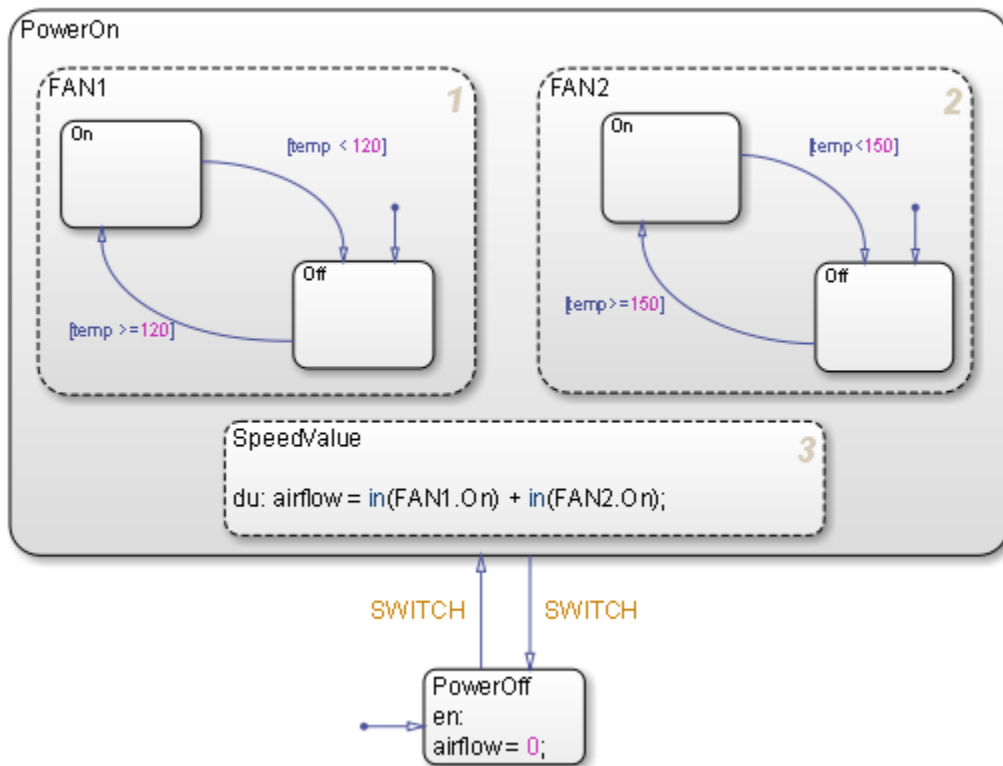 PowerOn
FAN1
1
On
[temp < 120]
Off
[temp >=120]
FAN2
2
On
[temp<150]
Off
[temp>=150]
SpeedValue
3
du: airflow = in(FAN1.On) + in(FAN2.On);
SWITCH
SWITCH
PowerOff
en:
airflow = 0;